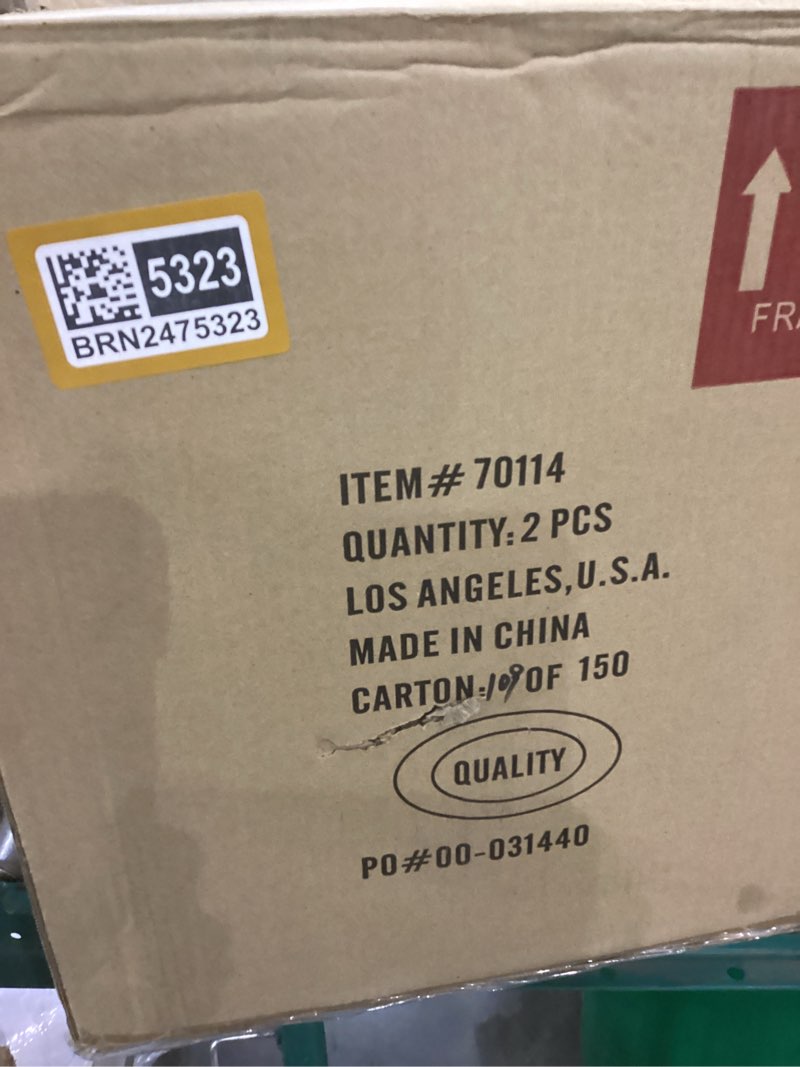 5323
BRN2475323
ITEM# 70114
QUANTITY: 2 PCS
LOS ANGELES, U.S.A.
MADE IN CHINA
CARTON: 109 OF 150
QUALITY
PO#00-031440